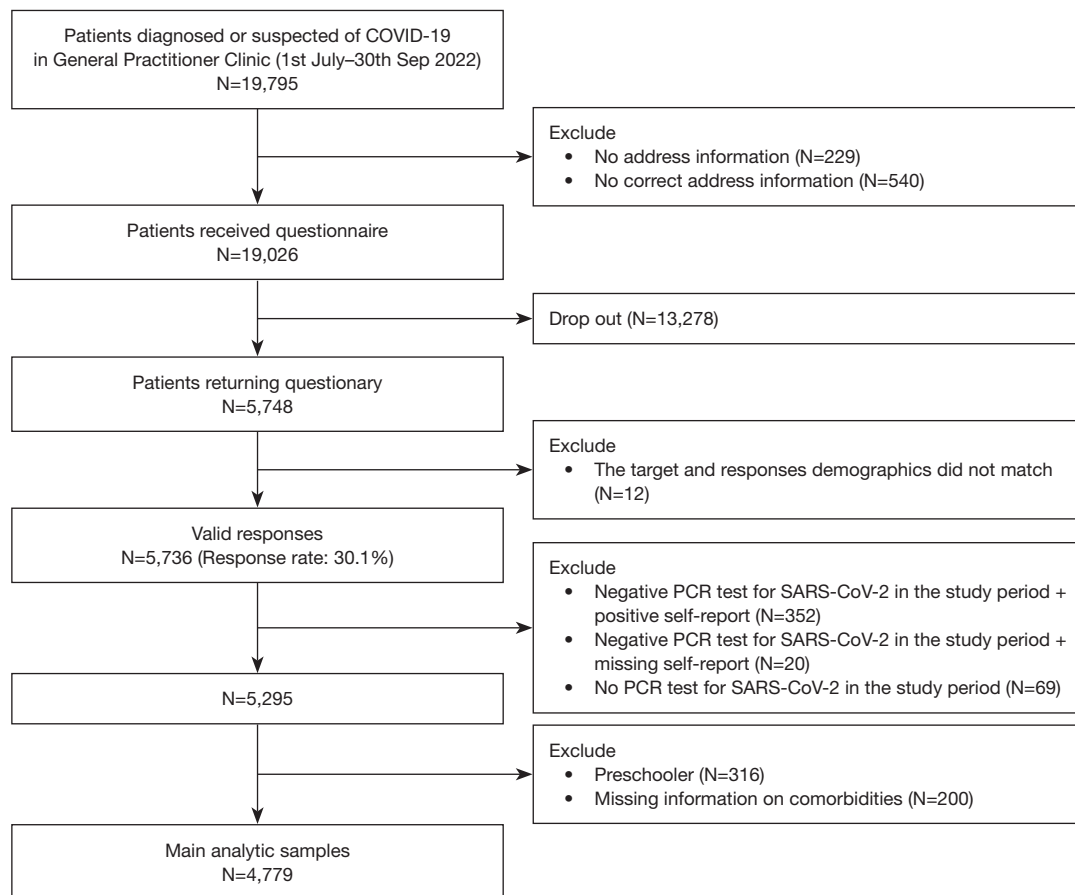 Patients diagnosed or suspected of COVID-19
in General Practitioner Clinic (1st July–30th Sep 2022)
N=19,795
Exclude
• No address information (N=229)
• No correct address information (N=540)
Patients received questionnaire
N=19,026
Drop out (N=13,278)
Patients returning questionary
N=5,748
Exclude
• The target and responses demographics did not match
(N=12)
Valid responses
N=5,736 (Response rate: 30.1%)
Exclude
• Negative PCR test for SARS-CoV-2 in the study period +
positive self-report (N=352)
• Negative PCR test for SARS-CoV-2 in the study period +
missing self-report (N=20)
• No PCR test for SARS-CoV-2 in the study period (N=69)
N=5,295
Exclude
• Preschooler (N=316)
• Missing information on comorbidities (N=200)
Main analytic samples
N=4,779